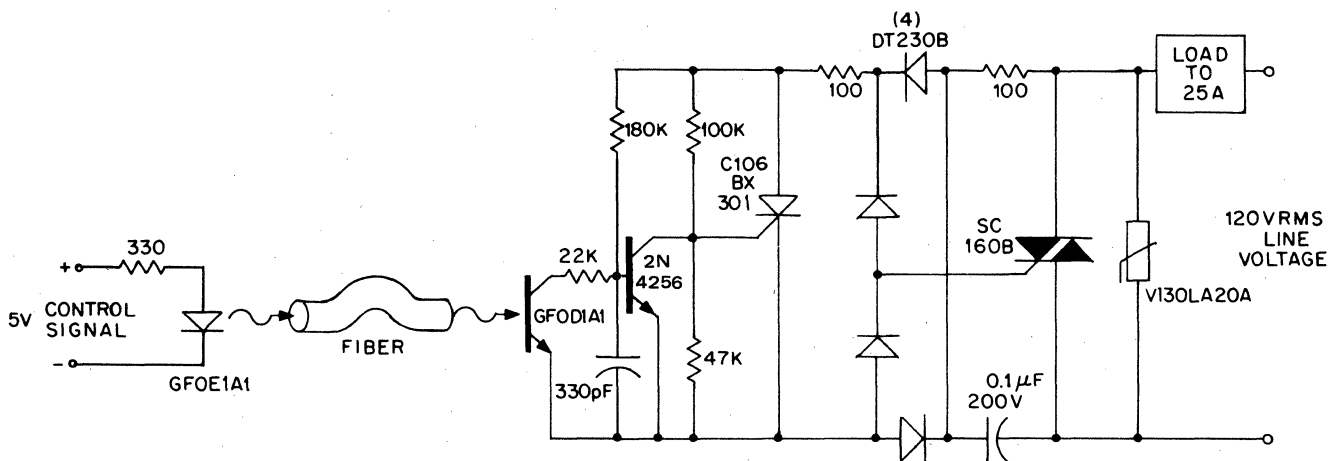 (4)
DT230B
LOAD
TO
25A
100
100
180K
100K
C106
BX
301
SC
160B
120VRMS
LINE
VOLTAGE
V130LA20A
330
+
5V
CONTROL
SIGNAL
-
GFOE1A1
FIBER
22K
2N
4256
GFOD1A1
330pF
47K
0.1μF
200V